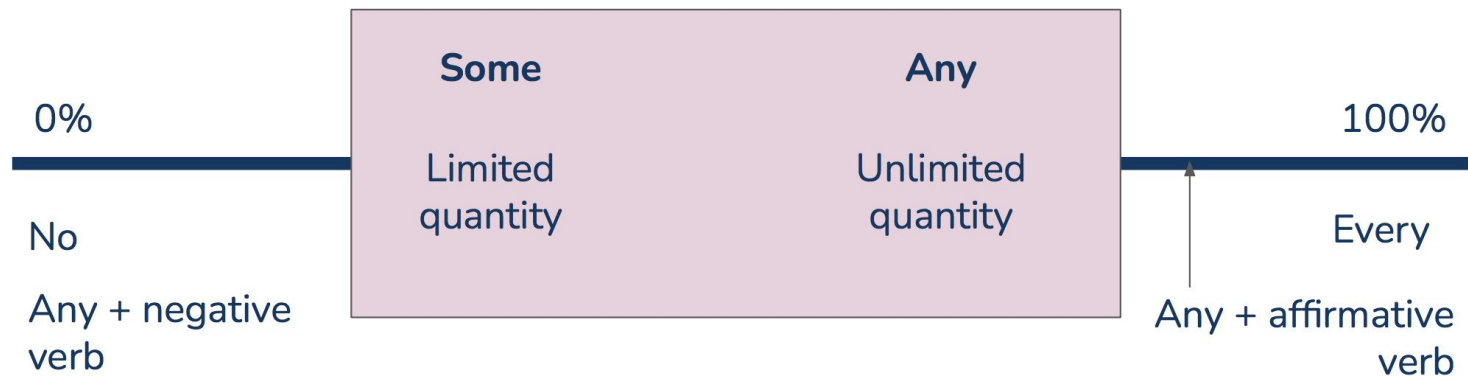 Some
Any
0%
100%
Limited
quantity
Unlimited
quantity
No
Every
Any + negative
verb
Any + affirmative
verb